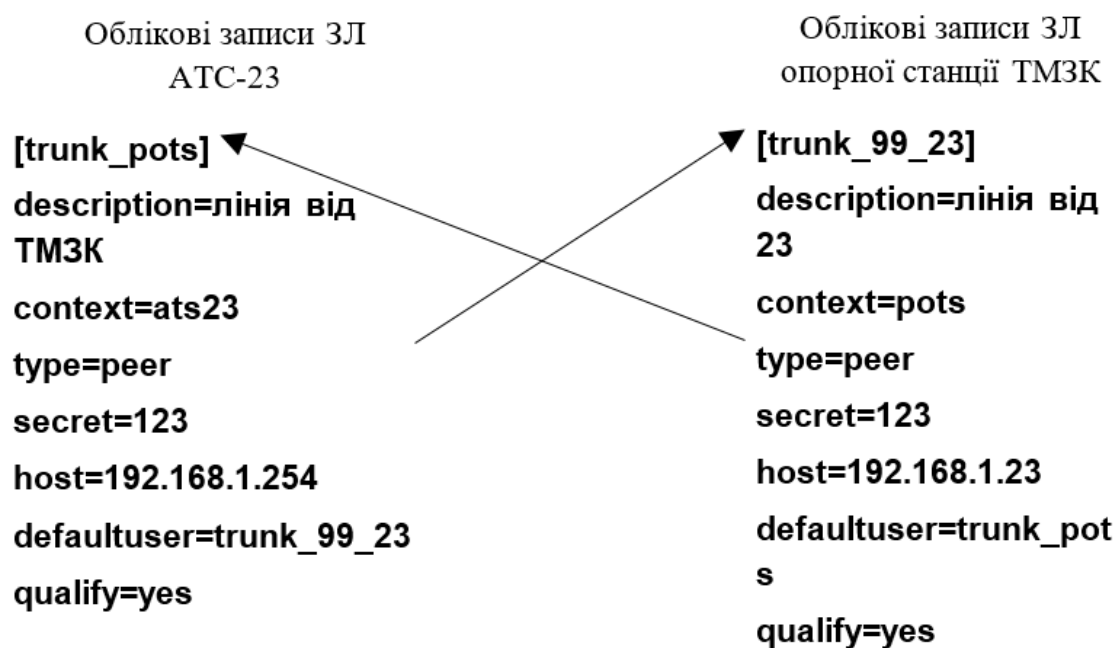 Облікові записи ЗЛ
АТС-23
[trunk_pots]
description=лінія від
ТМЗК
context=ats23
type=peer
secret=123
host=192.168.1.254
defaultuser=trunk_99_23
qualify=yes
Облікові записи ЗЛ
опорної станції ТМЗК
[trunk_99_23]
description=лінія від
23
context=pots
type=peer
secret=123
host=192.168.1.23
defaultuser=trunk_pot
s
qualify=yes